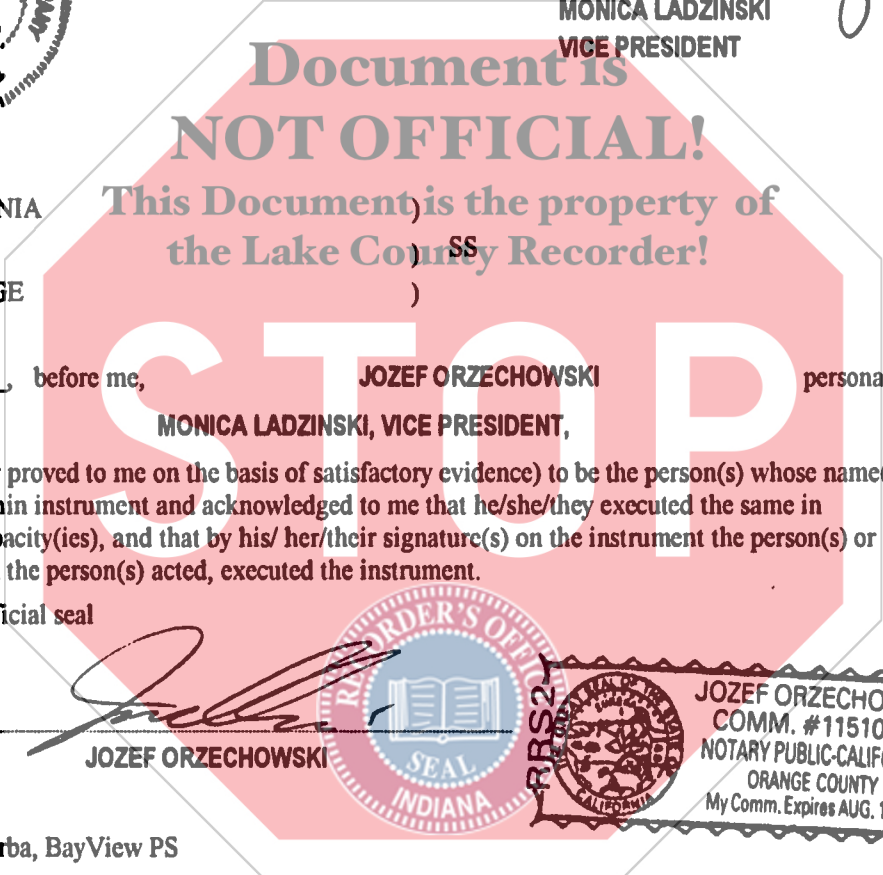 MONICA LADZINSKI
VICE PRESIDENT
Document is
NOT OFFICIAL!
This Document is the property of
the Lake County Recorder!
NIA )
) SS
GE )
STOP
, before me, JOZEF ORZECHOWSKI persona
MONICA LADZINSKI, VICE PRESIDENT,
proved to me on the basis of satisfactory evidence) to be the person(s) whose name(
in instrument and acknowledged to me that he/she/they executed the same in
pacity(ies), and that by his/ her/their signature(s) on the instrument the person(s) or
the person(s) acted, executed the instrument.
icial seal
RECORDER'S OFFICE
SEAL
INDIANA
JOZEF ORZECHOWSKI
RRS2
JOZEF ORZECHO
COMM. #11510
NOTARY PUBLIC-CALIF
ORANGE COUNTY
My Comm. Expires AUG. 1
CALIFORNIA
rba, BayView PS